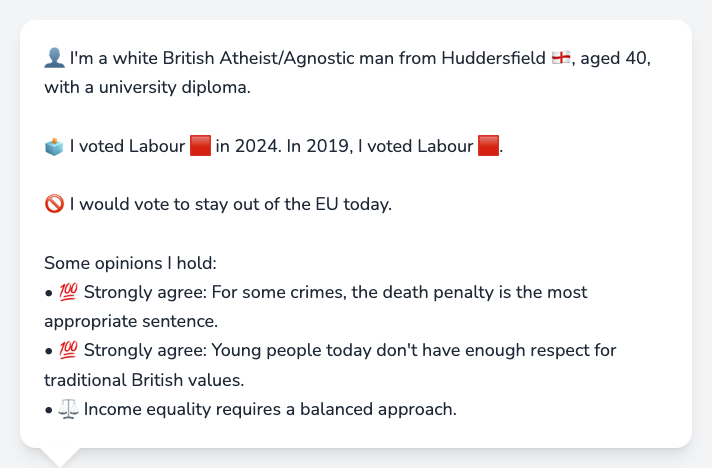 👤 I'm a white British Atheist/Agnostic man from Huddersfield 🏴󠁧󠁢󠁥󠁮󠁧󠁿, aged 40,
with a university diploma.
🗳️ I voted Labour 🟥 in 2024. In 2019, I voted Labour 🟥.
🚫 I would vote to stay out of the EU today.
Some opinions I hold:
• 💯 Strongly agree: For some crimes, the death penalty is the most
appropriate sentence.
• 💯 Strongly agree: Young people today don't have enough respect for
traditional British values.
• ⚖️ Income equality requires a balanced approach.